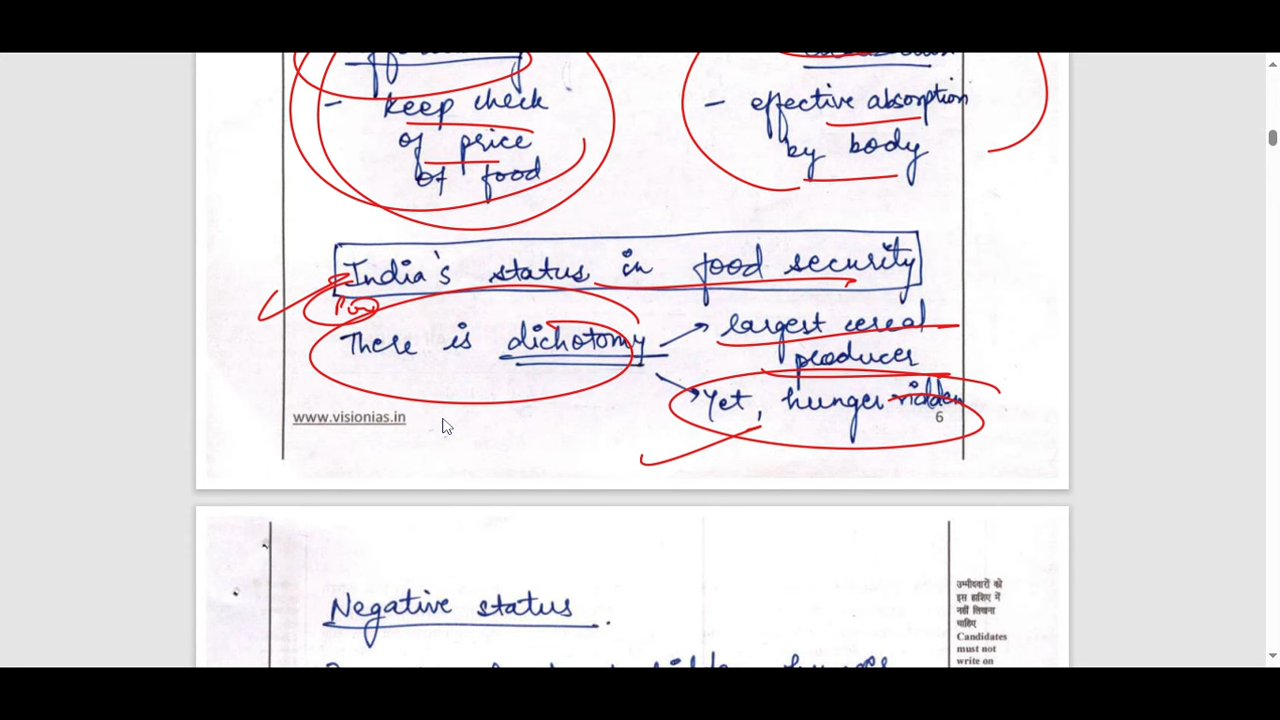 - keep check - effective absorption
of price by body
of food
India's status in food security
There is dichotomy → largest cereal
producer
→ Yet, hunger ridden
www.visionias.in 6
Negative status.
उम्मीदवारों को
इस हाशिए में
नहीं लिखना
चाहिए
Candidates
must not
write on